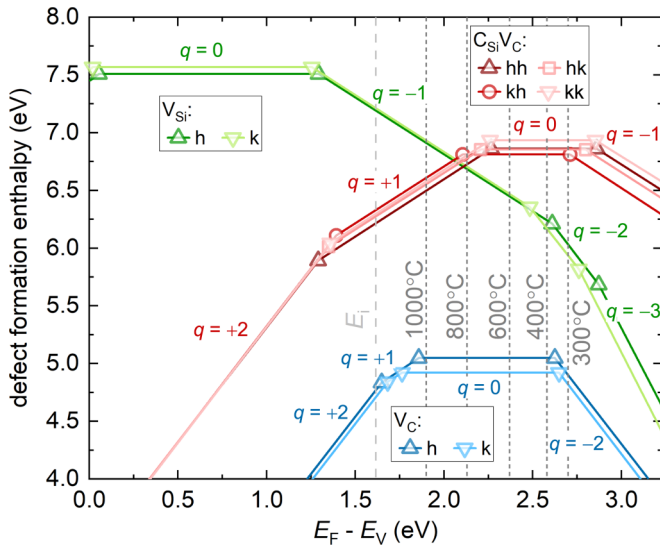 8.0
7.5
7.0
6.5
6.0
5.5
5.0
4.5
4.0
defect formation enthalpy (eV)
q = 0
q = −1
V_Si:
h k
C_SiV_C:
hh hk
kh kk
q = 0
q = −1
q = +1
q = −2
q = −3
q = +2
E_i
1000°C
800°C
600°C
400°C
300°C
q = +1
q = +2
q = 0
q = −2
V_C:
h k
0.0 0.5 1.0 1.5 2.0 2.5 3.0
E_F - E_V (eV)